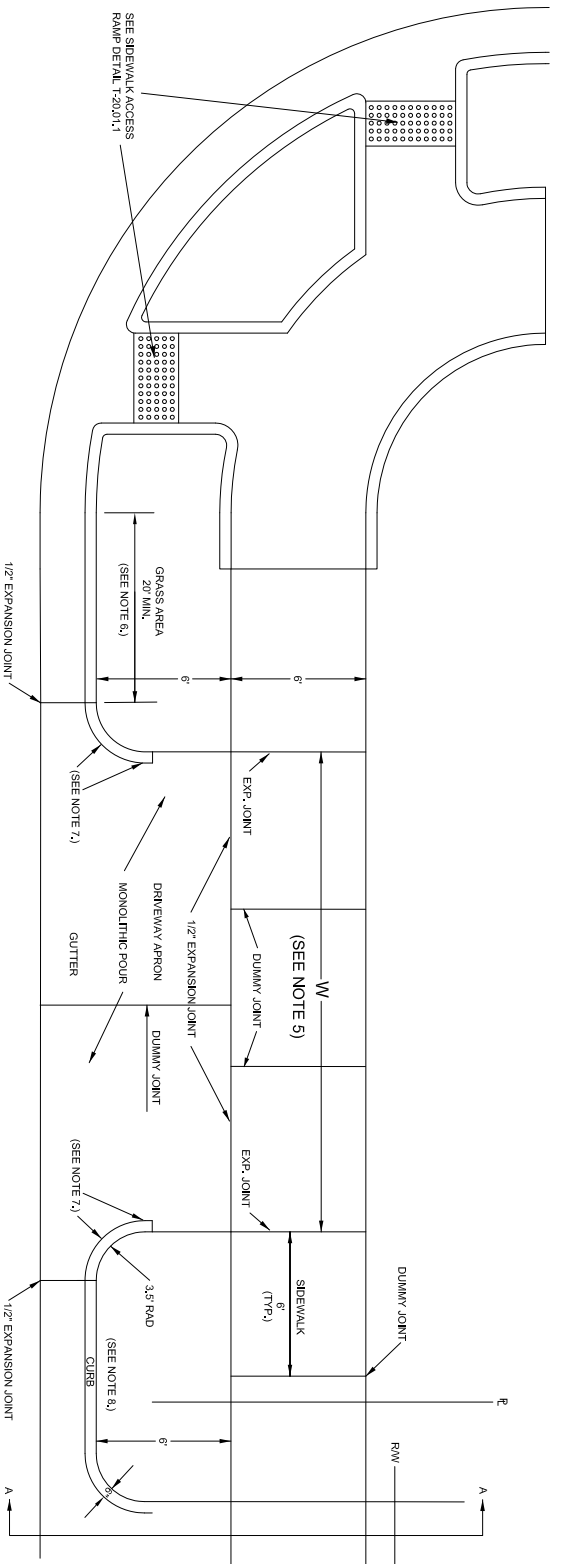 SEE SIDEWALK ACCESS
RAMP DETAIL T-20.01.1
1/2" EXPANSION JOINT
GRASS AREA
20' MIN.
(SEE NOTE 6.)
6'
6'
(SEE NOTE 7.)
EXP. JOINT
MONOLITHIC POUR
DRIVEWAY APRON
GUTTER
1/2" EXPANSION JOINT
DUMMY JOINT
W
(SEE NOTE 5)
DUMMY JOINT
EXP. JOINT
(SEE NOTE 7.)
3.5' RAD
SIDEWALK
6'
(TYP.)
DUMMY JOINT
1/2" EXPANSION JOINT
CURB
(SEE NOTE 8.)
6'
6"
PL
R/W
A
A